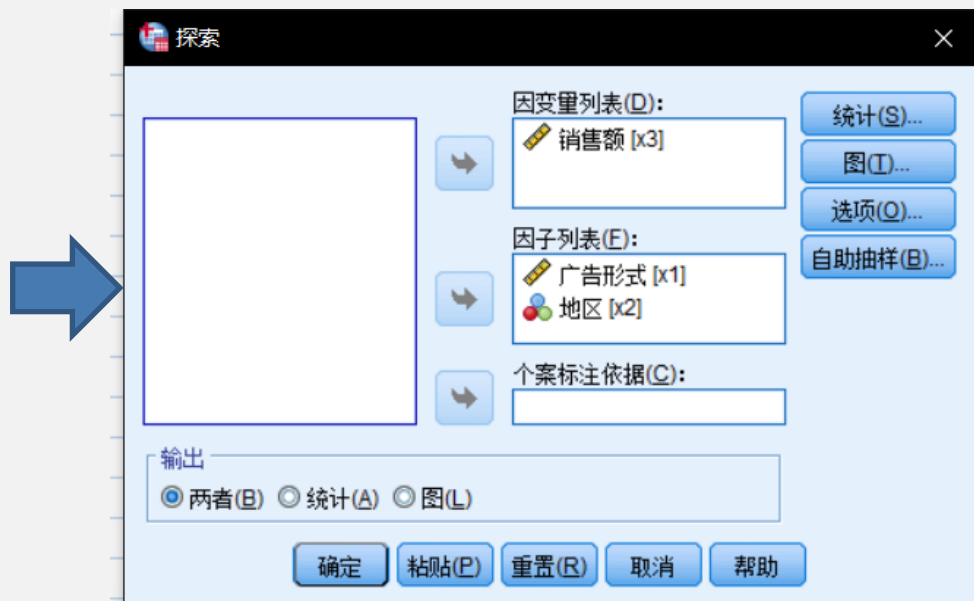 探索
因变量列表(D):
销售额 [x3]
因子列表(F):
广告形式 [x1]
地区 [x2]
个案标注依据(C):
统计(S)...
图(T)...
选项(O)...
自助抽样(B)...
输出
两者(B) 统计(A) 图(L)
确定 粘贴(P) 重置(R) 取消 帮助